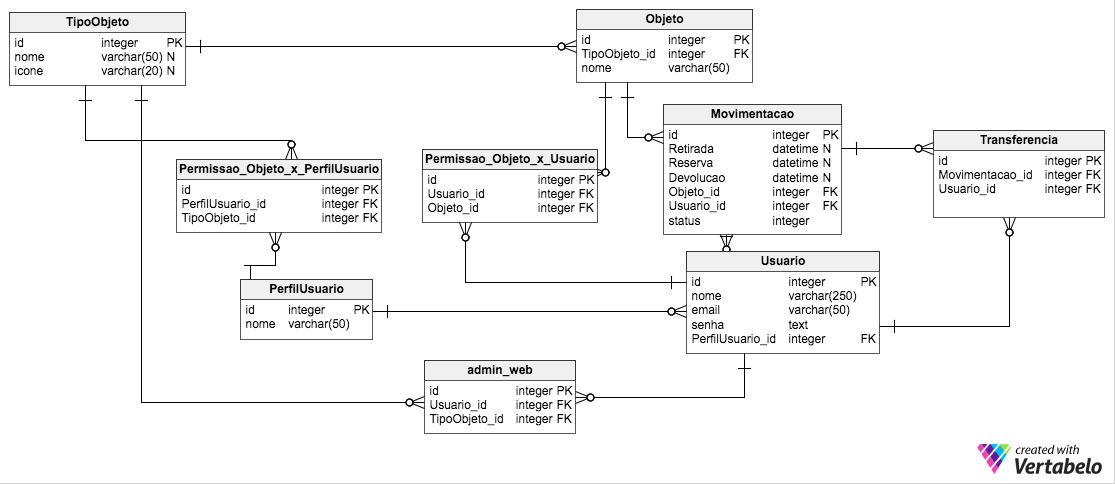 TipoObjeto
id integer PK
nome varchar(50) N
icone varchar(20) N
Objeto
id integer PK
TipoObjeto_id integer FK
nome varchar(50)
Movimentacao
id integer PK
Retirada datetime N
Reserva datetime N
Devolucao datetime N
Objeto_id integer FK
Usuario_id integer FK
status integer
Transferencia
id integer PK
Movimentacao_id integer FK
Usuario_id integer FK
Permissao_Objeto_x_PerfilUsuario
id integer PK
PerfilUsuario_id integer FK
TipoObjeto_id integer FK
Permissao_Objeto_x_Usuario
id integer PK
Usuario_id integer FK
Objeto_id integer FK
Usuario
id integer PK
nome varchar(250)
email varchar(50)
senha text
PerfilUsuario_id integer FK
PerfilUsuario
id integer PK
nome varchar(50)
admin_web
id integer PK
Usuario_id integer FK
TipoObjeto_id integer FK
created with
Vertabelo